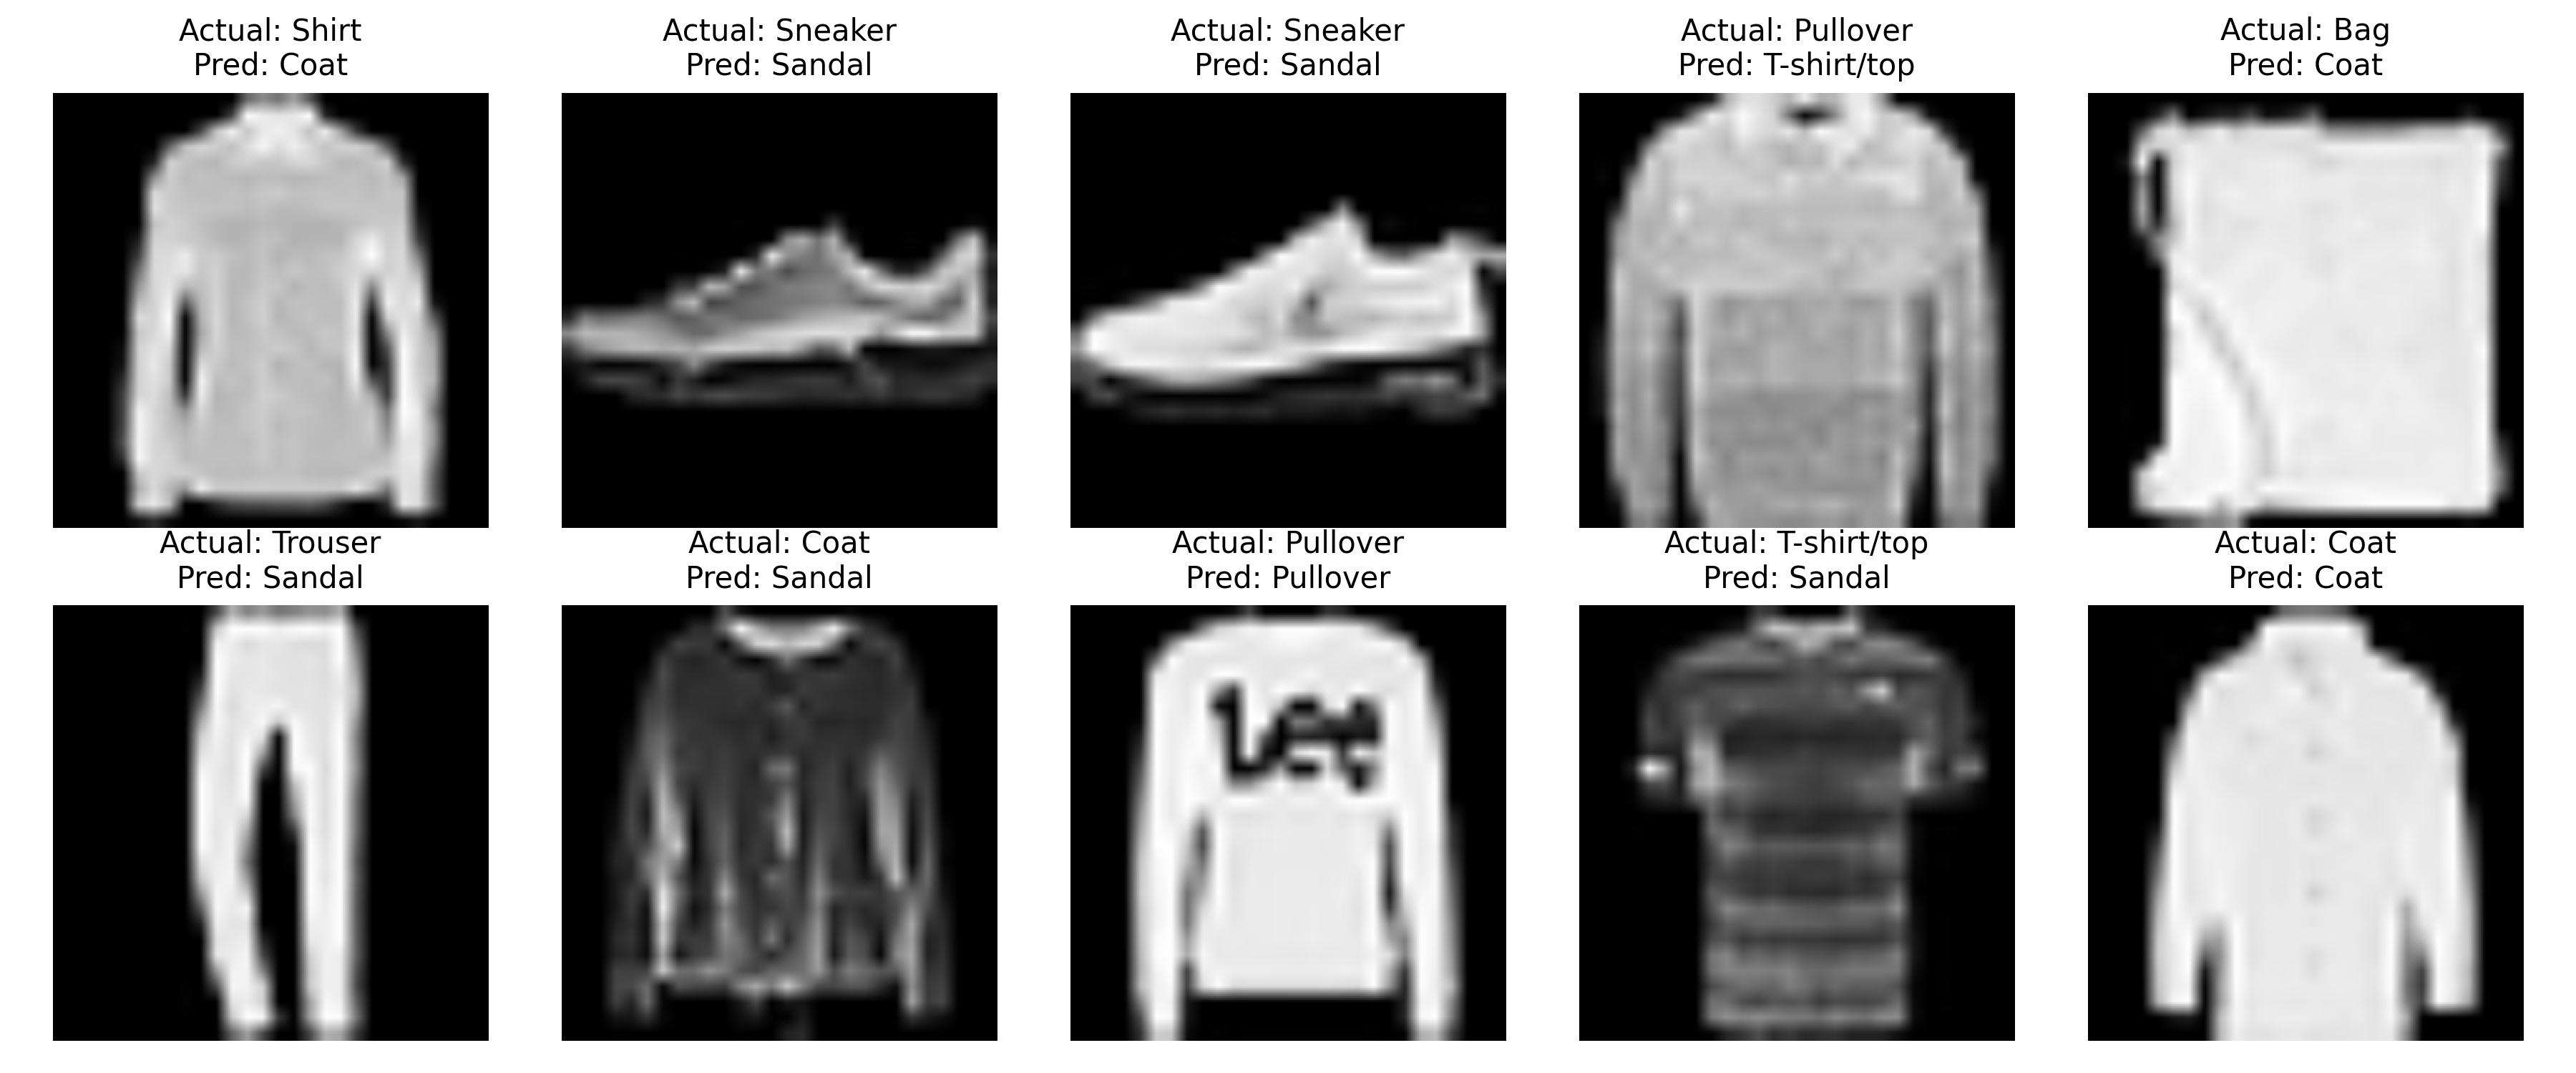 Actual: Shirt
Pred: Coat
Actual: Sneaker
Pred: Sandal
Actual: Sneaker
Pred: Sandal
Actual: Pullover
Pred: T-shirt/top
Actual: Bag
Pred: Coat
Actual: Trouser
Pred: Sandal
Actual: Coat
Pred: Sandal
Actual: Pullover
Pred: Pullover
Lee
Actual: T-shirt/top
Pred: Sandal
Actual: Coat
Pred: Coat